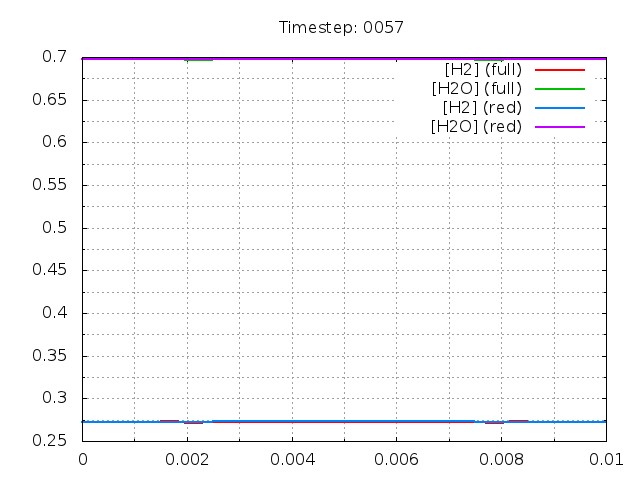 Timestep: 0057
0.7
[H2] (full)
0.65
[H2O] (full)
[H2] (red)
[H2O] (red)
0.6
0.55
0.5
0.45
0.4
0.35
0.3
0.25
0 0.002 0.004 0.006 0.008 0.01